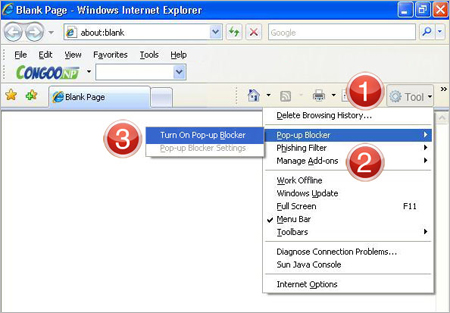 Blank Page - Windows Internet Explorer
about:blank
Google
File Edit View Favorites Tools Help
CONGOO NP
Blank Page
1
Tool
Delete Browsing History...
3
Turn On Pop-up Blocker
Pop-up Blocker
Pop-up Blocker Settings
Phishing Filter
2
Manage Add-ons
Work Offline
Windows Update
Full Screen F11
Menu Bar
Toolbars
Diagnose Connection Problems...
Sun Java Console
Internet Options